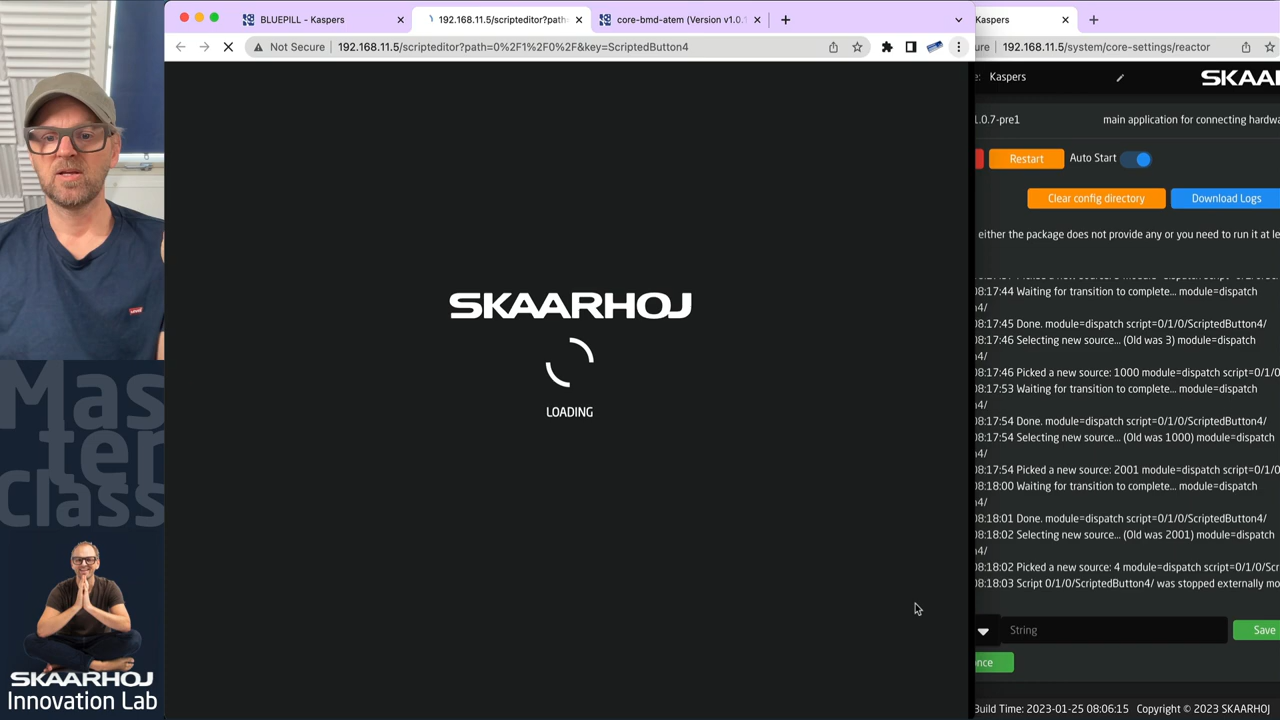 BLUEPILL - Kaspers
192.168.11.5/scripteditor?path=
core-bmd-atem (Version v1.0.
Kaspers
Not Secure
192.168.11.5/scripteditor?path=0%2F1%2F0%2F&key=ScriptedButton4
ure
192.168.11.5/system/core-settings/reactor
e:
Kaspers
SKAAR
1.0.7-pre1
main application for connecting hardwa
Restart
Auto Start
Clear config directory
Download Logs
either the package does not provide any or you need to run it at le
08:17:44 Waiting for transition to complete... module=dispatch
n4/
08:17:45 Done. module=dispatch script=0/1/0/ScriptedButton4/
08:17:46 Selecting new source... (Old was 3) module=dispatch
n4/
08:17:46 Picked a new source: 1000 module=dispatch script=0/1/0
08:17:53 Waiting for transition to complete... module=dispatch
n4/
08:17:54 Done. module=dispatch script=0/1/0/ScriptedButton4/
08:17:54 Selecting new source... (Old was 1000) module=dispatch
n4/
08:17:54 Picked a new source: 2001 module=dispatch script=0/1/0
08:18:00 Waiting for transition to complete... module=dispatch
n4/
08:18:01 Done. module=dispatch script=0/1/0/ScriptedButton4/
08:18:02 Selecting new source... (Old was 2001) module=dispatch
n4/
08:18:02 Picked a new source: 4 module=dispatch script=0/1/0/Scr
08:18:03 Script 0/1/0/ScriptedButton4/ was stopped externally mo
String
Save
ence
Build Time: 2023-01-25 08:06:15
Copyright © 2023 SKAARHOJ
SKAARHOJ
LOADING
Mas
ter
Class
SKAARHOJ
Innovation Lab